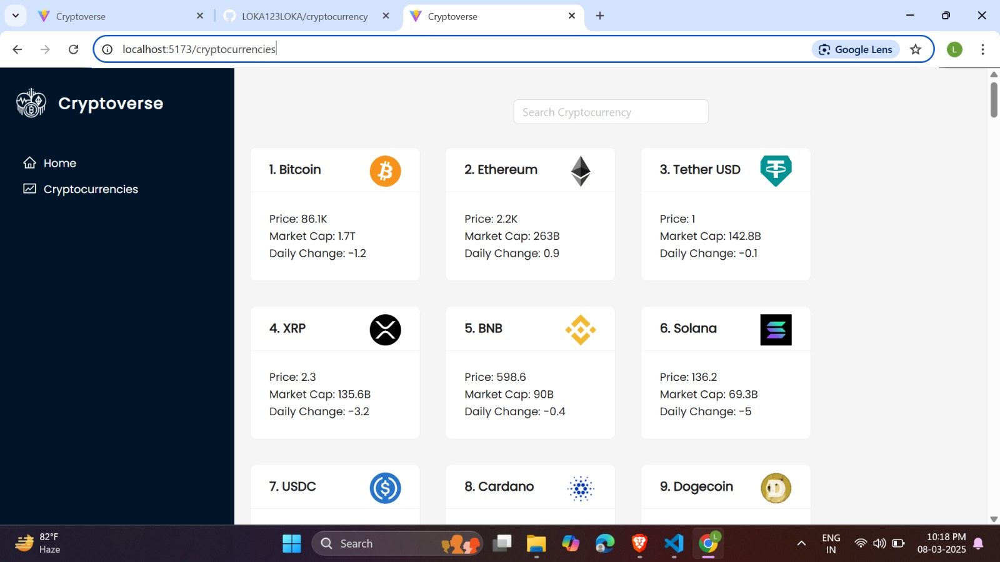 Cryptoverse
LOKA123LOKA/cryptocurrency
Cryptoverse
localhost:5173/cryptocurrencies
Google Lens
L
Cryptoverse
Home
Cryptocurrencies
Search Cryptocurrency
1. Bitcoin
Price: 86.1K
Market Cap: 1.7T
Daily Change: -1.2
2. Ethereum
Price: 2.2K
Market Cap: 263B
Daily Change: 0.9
3. Tether USD
Price: 1
Market Cap: 142.8B
Daily Change: -0.1
4. XRP
Price: 2.3
Market Cap: 135.6B
Daily Change: -3.2
5. BNB
Price: 598.6
Market Cap: 90B
Daily Change: -0.4
6. Solana
Price: 136.2
Market Cap: 69.3B
Daily Change: -5
7. USDC
8. Cardano
9. Dogecoin
82°F
Haze
Search
L
ENG
IN
10:18 PM
08-03-2025